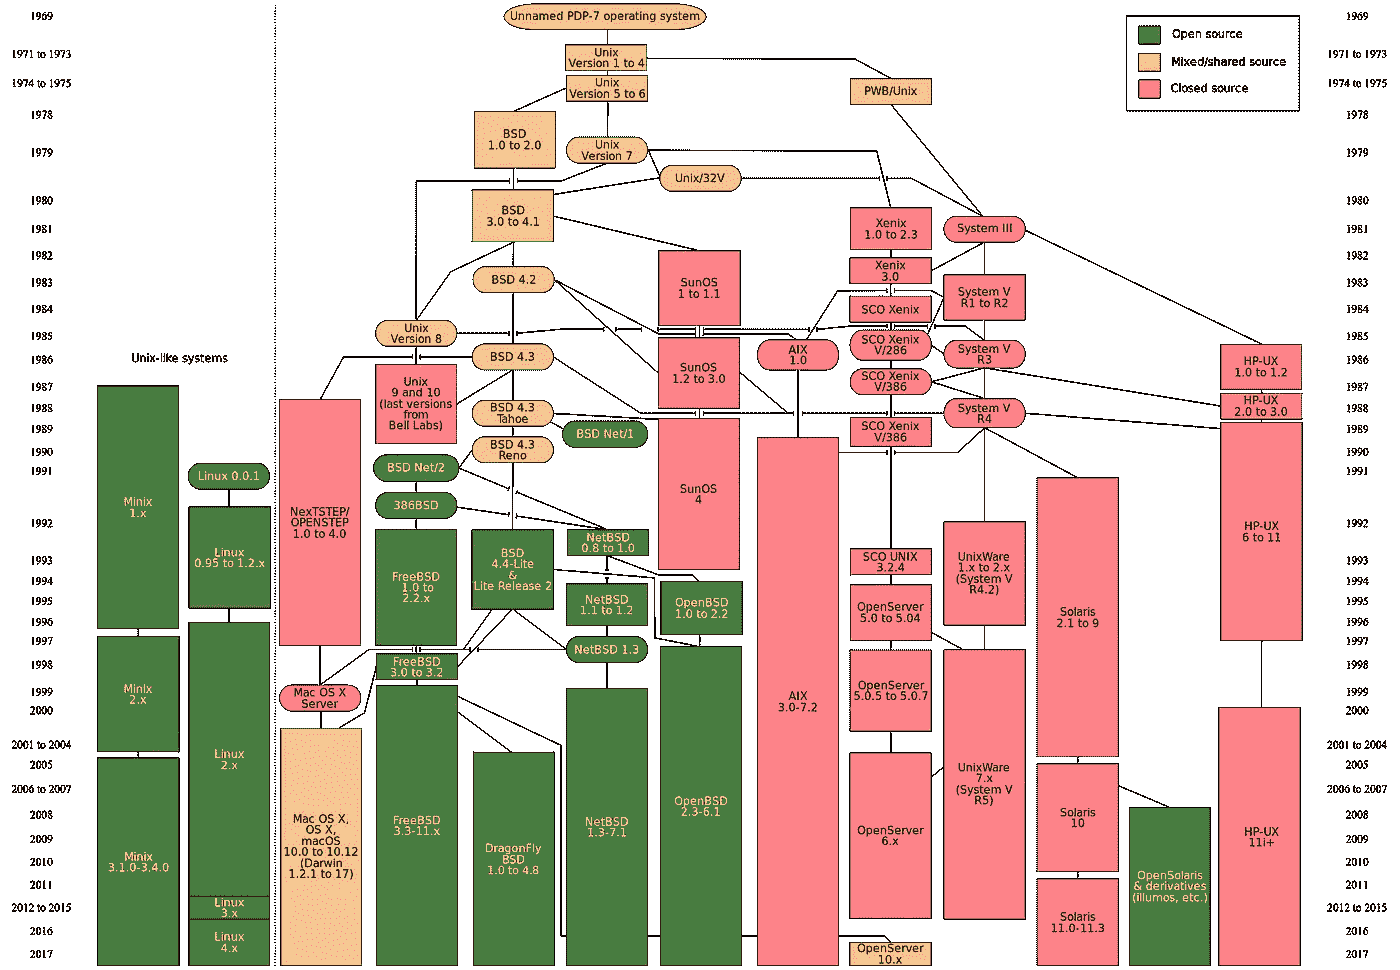 Unnamed PDP-7 operating system
Open source
Mixed/shared source
Closed source
1969
1971 to 1973
1974 to 1975
1978
1979
1980
1981
1982
1983
1984
1985
1986
1987
1988
1989
1990
1991
1992
1993
1994
1995
1996
1997
1998
1999
2000
2001 to 2004
2005
2006 to 2007
2008
2009
2010
2011
2012 to 2015
2016
2017
Unix-like systems
Minix
1.x
Minix
2.x
Minix
3.1.0-3.4.0
Linux 0.0.1
Linux
0.95 to 1.2.x
Linux
2.x
Linux
3.x
Linux
4.x
NexTSTEP/
OPENSTEP
1.0 to 4.0
Mac OS X
Server
Mac OS X,
OS X,
macOS
10.0 to 10.12
(Darwin
1.2.1 to 17)
Unix
Version 8
Unix
9 and 10
(last versions
from
Bell Labs)
BSD Net/2
386BSD
FreeBSD
1.0 to
2.2.x
FreeBSD
3.0 to 3.2
FreeBSD
3.3-11.x
BSD
1.0 to 2.0
BSD
3.0 to 4.1
BSD 4.2
BSD 4.3
BSD 4.3
Tahoe
BSD 4.3
Reno
BSD
4.4-Lite
&
Lite Release 2
DragonFly
BSD
1.0 to 4.8
Unix
Version 1 to 4
Unix
Version 5 to 6
Unix
Version 7
BSD Net/1
NetBSD
0.8 to 1.0
NetBSD
1.1 to 1.2
NetBSD 1.3
NetBSD
1.3-7.1
Unix/32V
SunOS
1 to 1.1
SunOS
1.2 to 3.0
SunOS
4
OpenBSD
1.0 to 2.2
OpenBSD
2.3-6.1
AIX
1.0
AIX
3.0-7.2
PWB/Unix
Xenix
1.0 to 2.3
Xenix
3.0
SCO Xenix
SCO Xenix
V/286
SCO Xenix
V/386
SCO Xenix
V/386
SCO UNIX
3.2.4
OpenServer
5.0 to 5.04
OpenServer
5.0.5 to 5.0.7
OpenServer
6.x
OpenServer
10.x
System III
System V
R1 to R2
System V
R3
System V
R4
UnixWare
1.x to 2.x
(System V
R4.2)
UnixWare
7.x
(System V
R5)
Solaris
2.1 to 9
Solaris
10
Solaris
11.0-11.3
OpenSolaris
& derivatives
(illumos, etc.)
HP-UX
1.0 to 1.2
HP-UX
2.0 to 3.0
HP-UX
6 to 11
HP-UX
11i+
1969
1971 to 1973
1974 to 1975
1978
1979
1980
1981
1982
1983
1984
1985
1986
1987
1988
1989
1990
1991
1992
1993
1994
1995
1996
1997
1998
1999
2000
2001 to 2004
2005
2006 to 2007
2008
2009
2010
2011
2012 to 2015
2016
2017